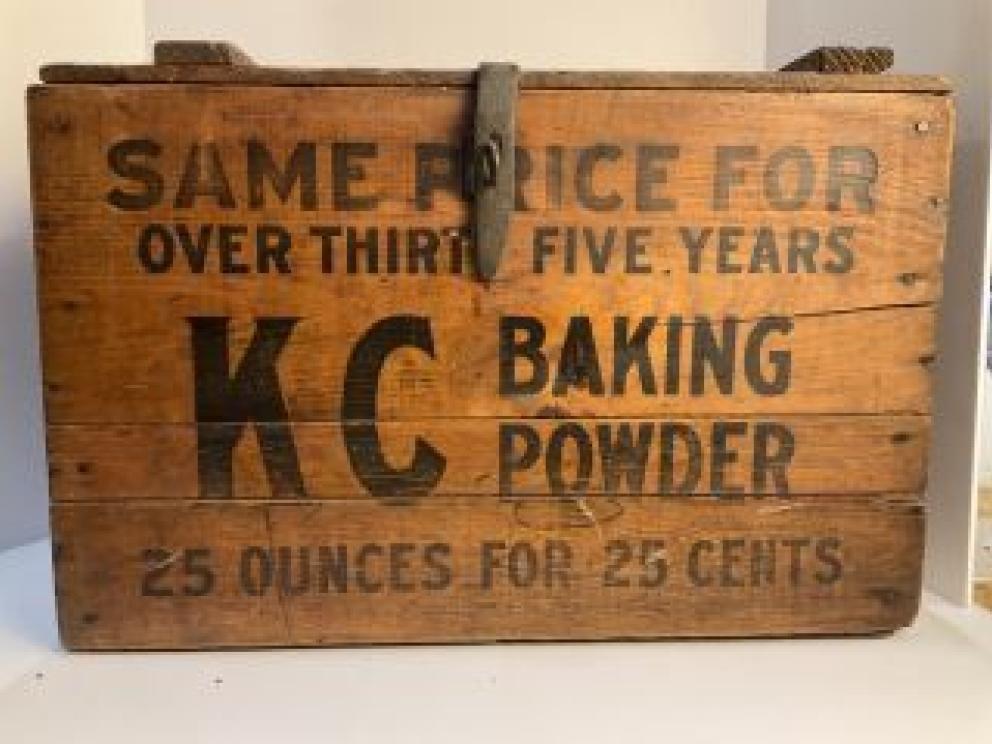 SAME PRICE FOR
OVER THIRTY FIVE YEARS
KC BAKING
POWDER
25 OUNCES FOR 25 CENTS